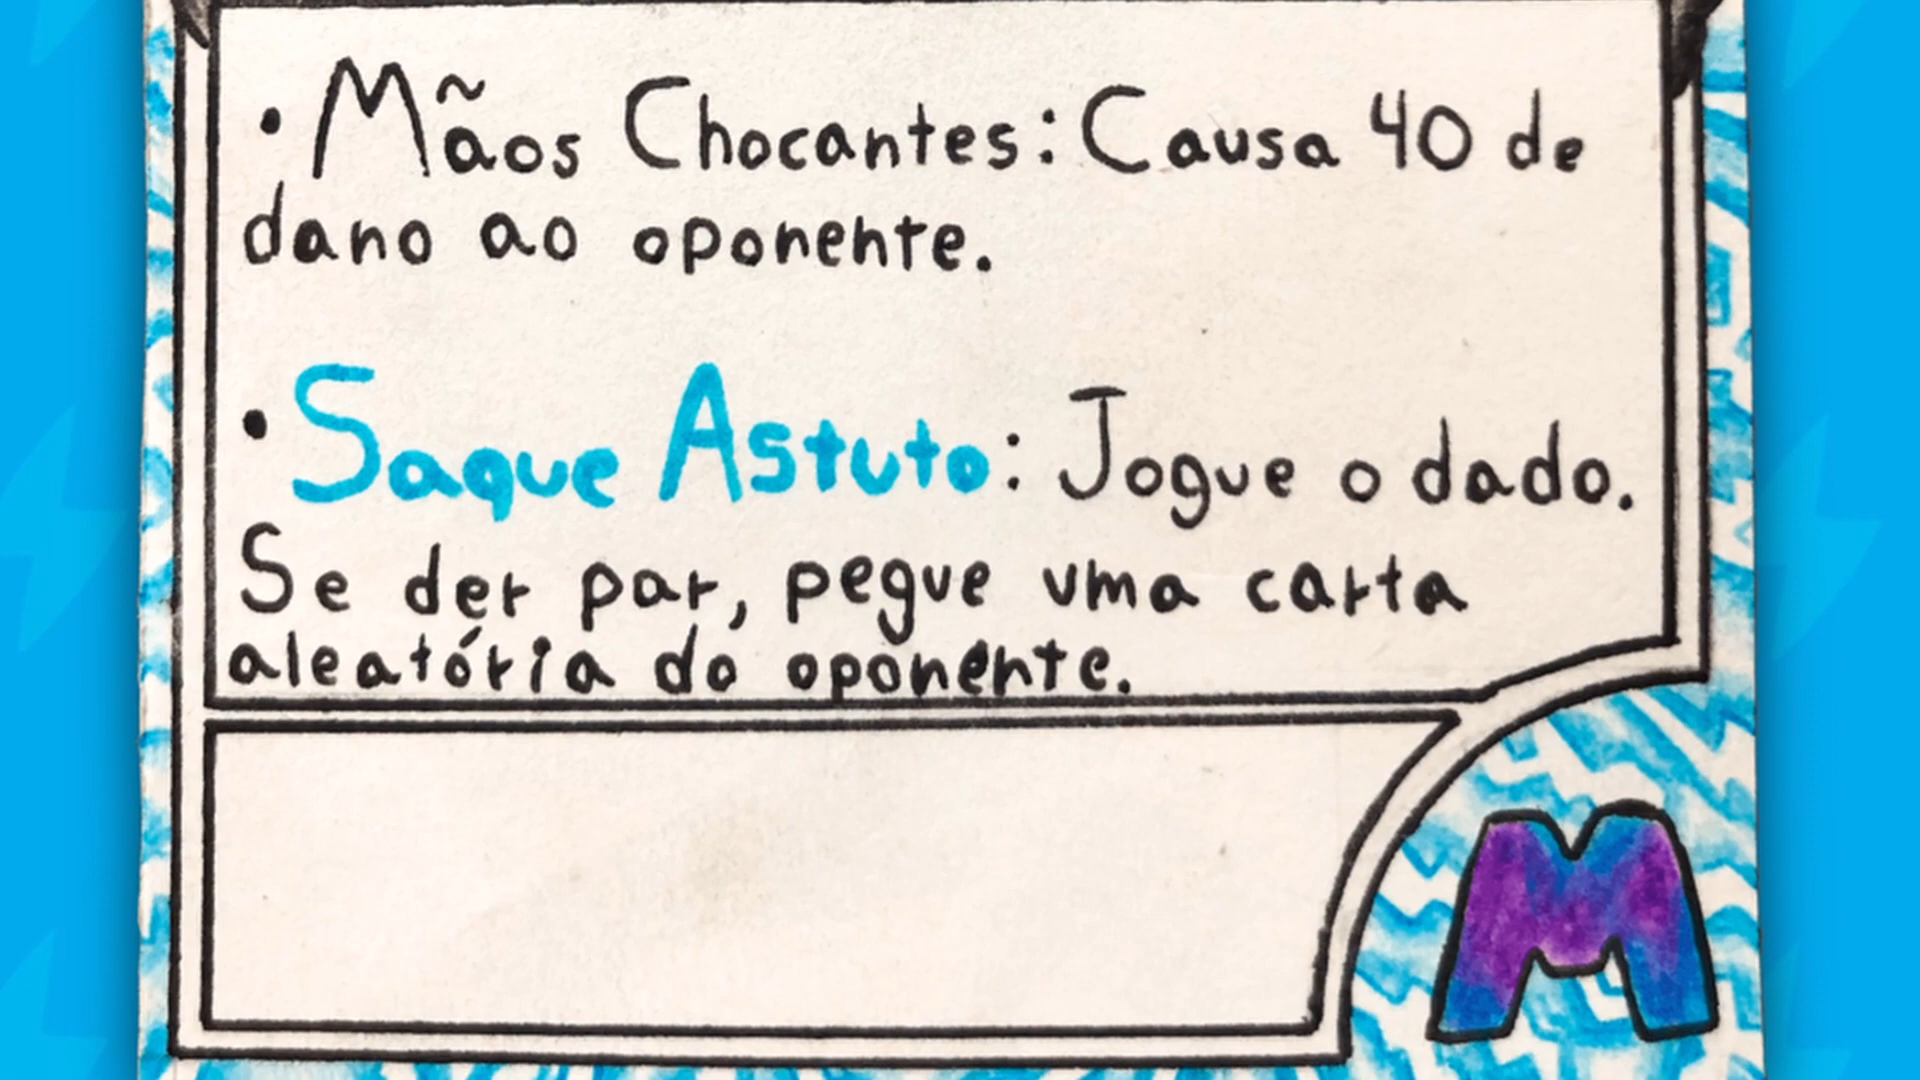 • Mãos Chocantes: Causa 40 de
dano ao oponente.
• Saque Astuto: Jogue o dado.
Se der par, pegue uma carta
aleatória do oponente.
M